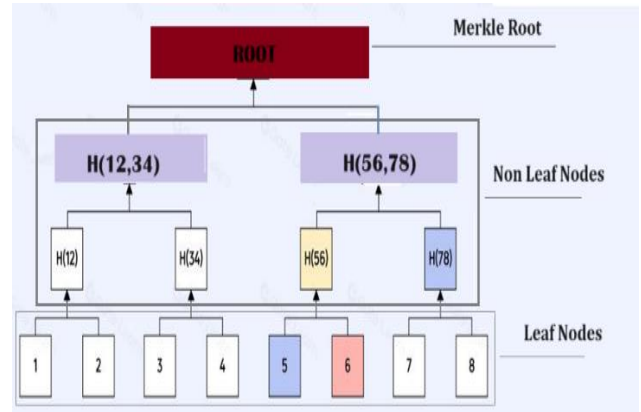 Merkle Root
ROOT
H(12,34)
H(56,78)
Non Leaf Nodes
H(12)
H(34)
H(56)
H(78)
Leaf Nodes
1
2
3
4
5
6
7
8